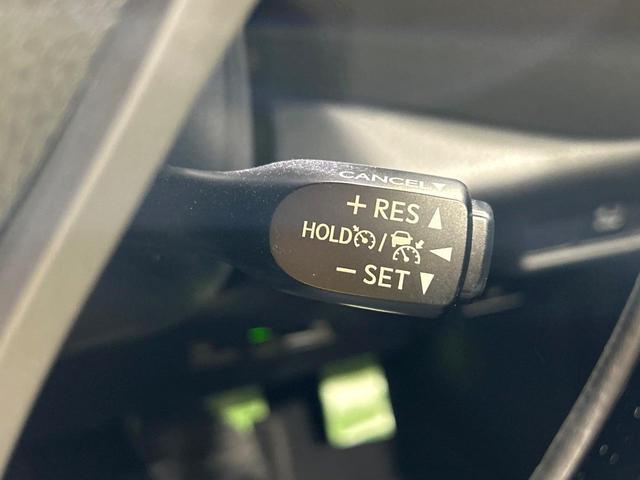 CANCEL▼
+ RES ▲
HOLD / ◀
− SET ▼